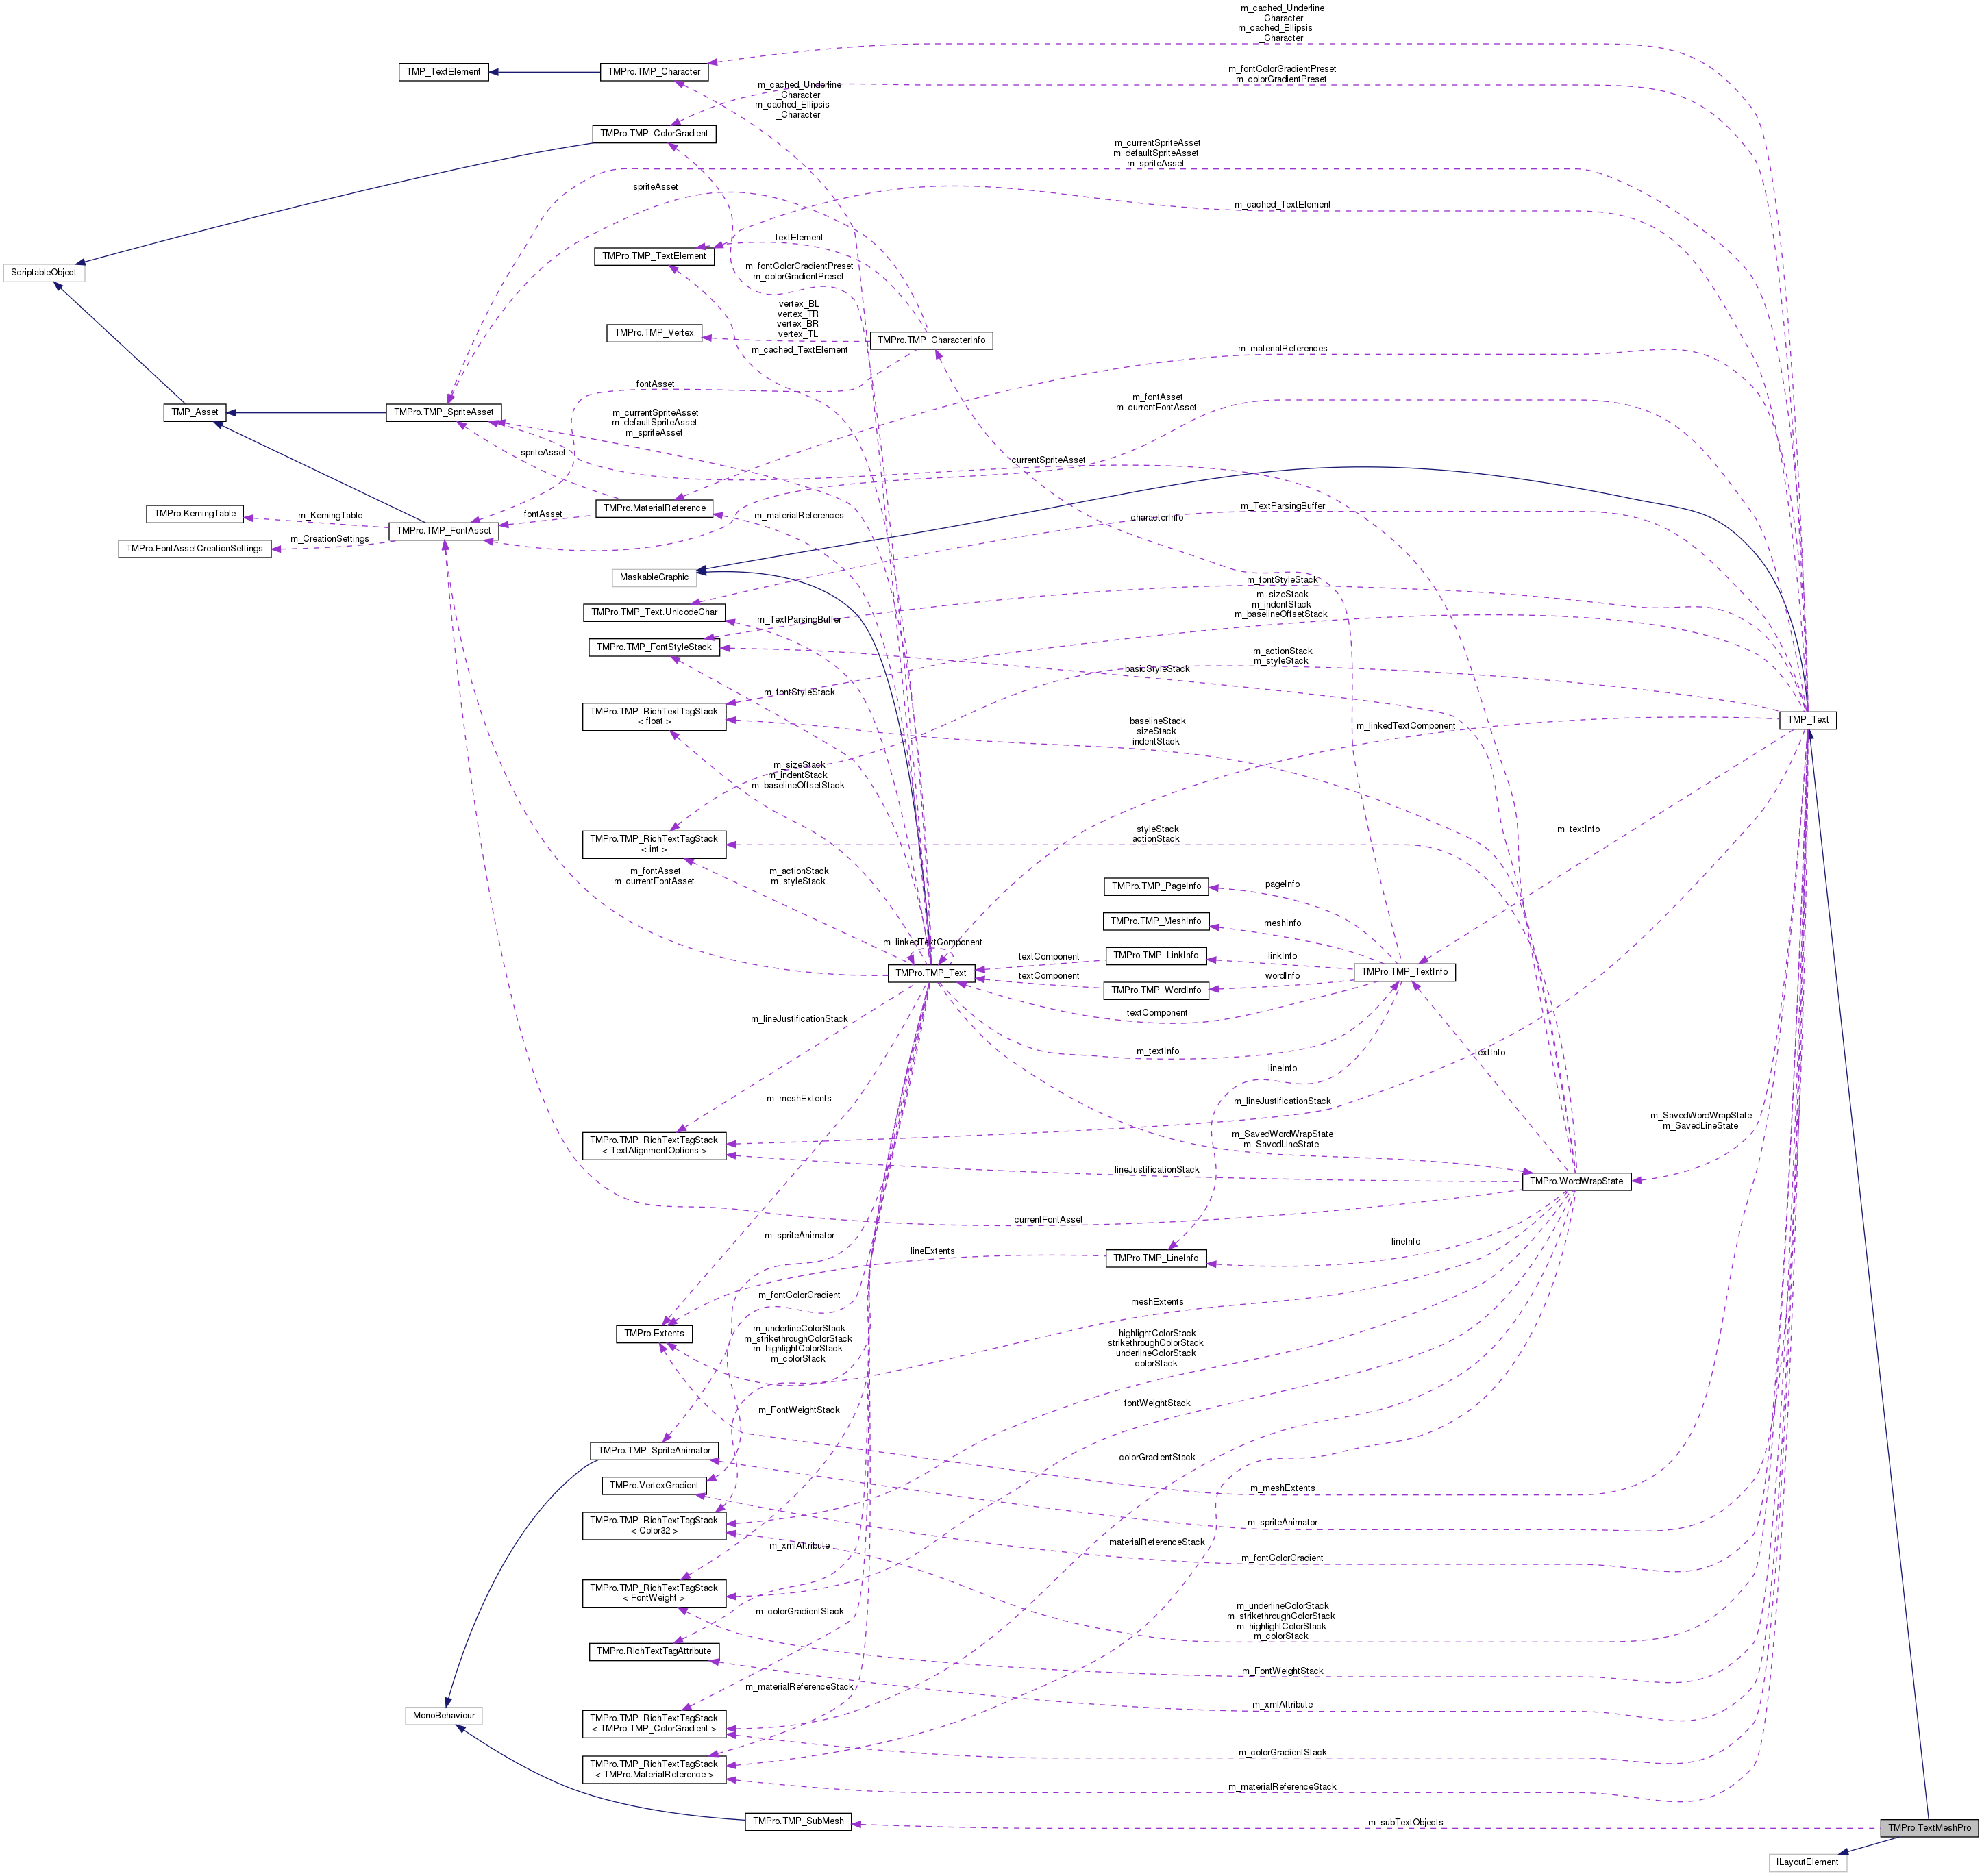 m_cached_Underline
_Character
m_cached_Ellipsis
_Character
TMP_TextElement
TMPro.TMP_Character
m_fontColorGradientPreset
m_colorGradientPreset
m_cached_Underline
_Character
m_cached_Ellipsis
_Character
TMPro.TMP_ColorGradient
m_currentSpriteAsset
m_defaultSpriteAsset
m_spriteAsset
spriteAsset
m_cached_TextElement
textElement
TMPro.TMP_TextElement
ScriptableObject
m_fontColorGradientPreset
m_colorGradientPreset
vertex_BL
vertex_TR
vertex_BR
vertex_TL
TMPro.TMP_Vertex
TMPro.TMP_CharacterInfo
m_cached_TextElement
m_materialReferences
fontAsset
m_fontAsset
m_currentFontAsset
TMP_Asset
TMPro.TMP_SpriteAsset
m_currentSpriteAsset
m_defaultSpriteAsset
m_spriteAsset
spriteAsset
currentSpriteAsset
TMPro.KerningTable
m_KerningTable
TMPro.MaterialReference
fontAsset
m_materialReferences
characterInfo
m_TextParsingBuffer
TMPro.TMP_FontAsset
m_CreationSettings
TMPro.FontAssetCreationSettings
MaskableGraphic
m_fontStyleStack
m_sizeStack
m_indentStack
m_baselineOffsetStack
TMPro.TMP_Text.UnicodeChar
m_TextParsingBuffer
TMPro.TMP_FontStyleStack
m_actionStack
m_styleStack
basicStyleStack
m_fontStyleStack
TMPro.TMP_RichTextTagStack
< float >
baselineStack
sizeStack
indentStack
m_linkedTextComponent
TMP_Text
m_sizeStack
m_indentStack
m_baselineOffsetStack
TMPro.TMP_RichTextTagStack
< int >
styleStack
actionStack
m_textInfo
m_fontAsset
m_currentFontAsset
m_actionStack
m_styleStack
TMPro.TMP_PageInfo
pageInfo
TMPro.TMP_MeshInfo
meshInfo
m_linkedTextComponent
TMPro.TMP_Text
textComponent
TMPro.TMP_LinkInfo
linkInfo
TMPro.TMP_TextInfo
textComponent
TMPro.TMP_WordInfo
wordInfo
textComponent
m_lineJustificationStack
m_textInfo
textInfo
lineInfo
m_meshExtents
m_lineJustificationStack
m_SavedWordWrapState
m_SavedLineState
TMPro.TMP_RichTextTagStack
< TextAlignmentOptions >
m_SavedWordWrapState
m_SavedLineState
lineJustificationStack
TMPro.WordWrapState
currentFontAsset
m_spriteAnimator
lineExtents
TMPro.TMP_LineInfo
lineInfo
m_fontColorGradient
meshExtents
TMPro.Extents
m_underlineColorStack
m_strikethroughColorStack
m_highlightColorStack
m_colorStack
highlightColorStack
strikethroughColorStack
underlineColorStack
colorStack
m_FontWeightStack
fontWeightStack
TMPro.TMP_SpriteAnimator
colorGradientStack
TMPro.VertexGradient
m_meshExtents
TMPro.TMP_RichTextTagStack
< Color32 >
m_spriteAnimator
m_xmlAttribute
materialReferenceStack
m_fontColorGradient
TMPro.TMP_RichTextTagStack
< FontWeight >
m_colorGradientStack
m_underlineColorStack
m_strikethroughColorStack
m_highlightColorStack
m_colorStack
TMPro.RichTextTagAttribute
m_FontWeightStack
m_materialReferenceStack
m_xmlAttribute
MonoBehaviour
TMPro.TMP_RichTextTagStack
< TMPro.TMP_ColorGradient >
m_colorGradientStack
TMPro.TMP_RichTextTagStack
< TMPro.MaterialReference >
m_materialReferenceStack
TMPro.TMP_SubMesh
m_subTextObjects
TMPro.TextMeshPro
ILayoutElement